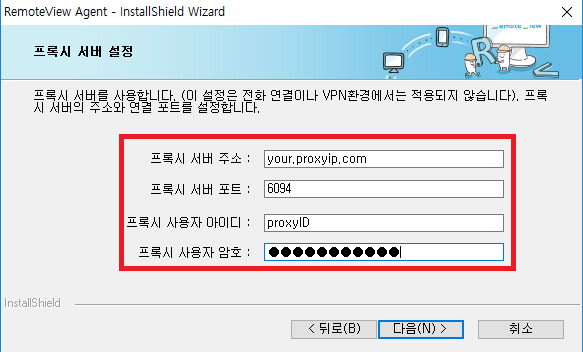 RemoteView Agent - InstallShield Wizard
프록시 서버 설정
프록시 서버를 사용합니다. (이 설정은 전화 연결이나 VPN환경에서는 적용되지 않습니다). 프록
시 서버의 주소와 연결 포트를 설정합니다.
프록시 서버 주소 : your.proxyip.com
프록시 서버 포트 : 6094
프록시 사용자 아이디 : proxyID
프록시 사용자 암호 : ●●●●●●●●●●●
InstallShield
< 뒤로(B) 다음(N) > 취소